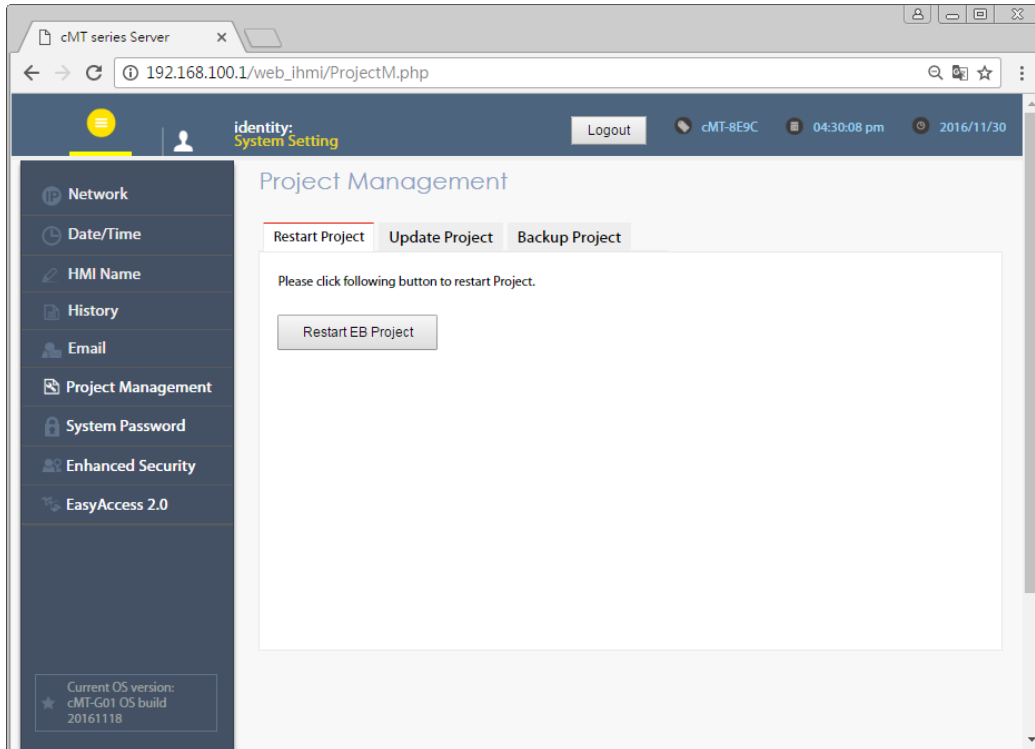 cMT series Server
192.168.100.1/web_ihmi/ProjectM.php
identity:
System Setting
Logout
cMT-8E9C
04:30:08 pm
2016/11/30
Network
Date/Time
HMI Name
History
Email
Project Management
System Password
Enhanced Security
EasyAccess 2.0
Current OS version:
cMT-G01 OS build
20161118
Project Management
Restart Project
Update Project
Backup Project
Please click following button to restart Project.
Restart EB Project